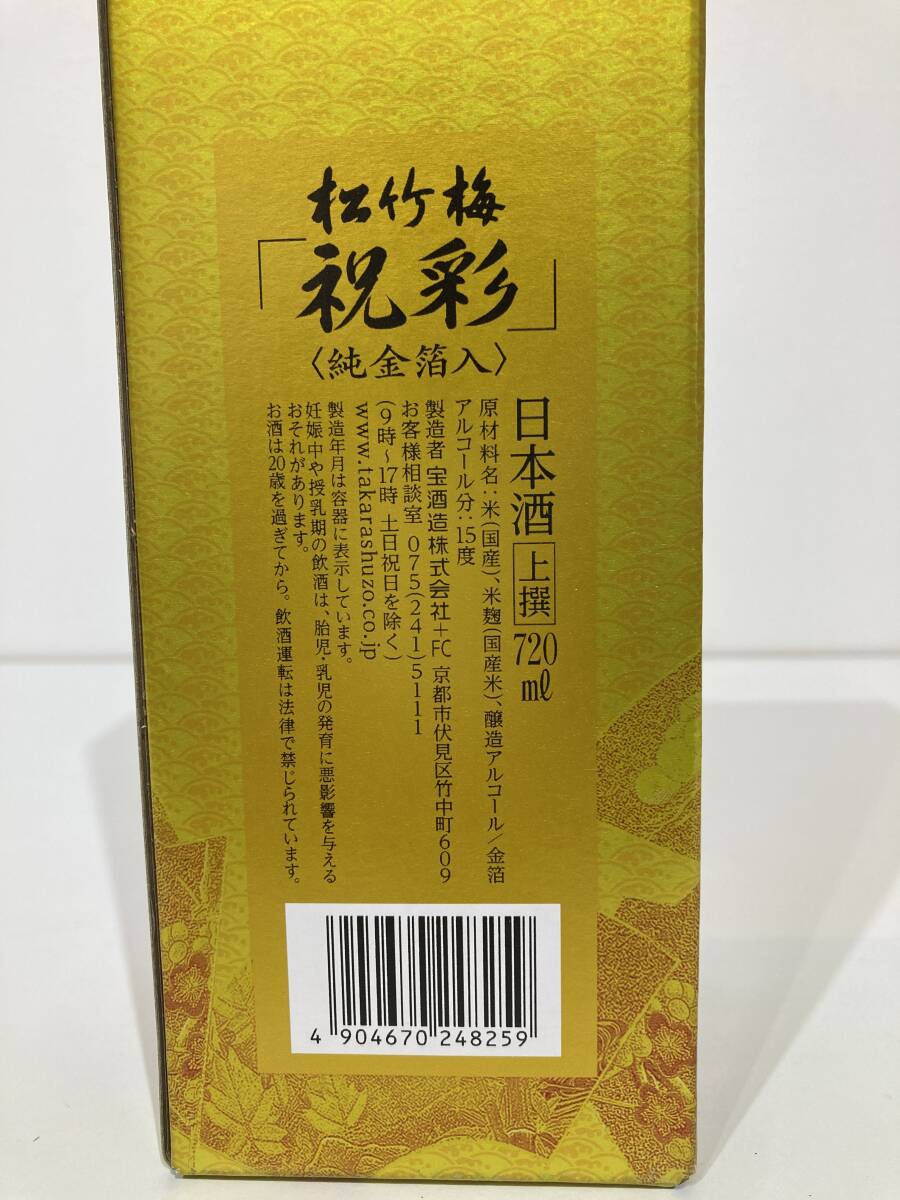 松竹梅
「祝彩」
〈純金箔入〉
日本酒 上撰 720ml
原材料名:米(国産)、米麹(国産米)、醸造アルコール/金箔
アルコール分:15度
製造者 宝酒造株式会社+FC 京都市伏見区竹中町609
お客様相談室 075(241)5111
(9時~17時 土日祝日を除く)
www.takarashuzo.co.jp
製造年月は容器に表示しています。
妊娠中や授乳期の飲酒は、胎児・乳児の発育に悪影響を与える
おそれがあります。
お酒は20歳を過ぎてから。飲酒運転は法律で禁じられています。
4 904670 248259